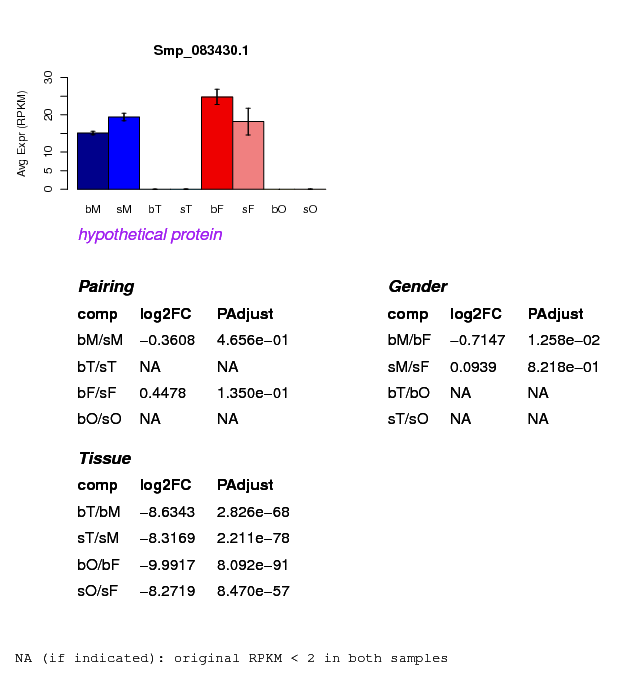 Smp_083430.1
Avg Expr (RPKM)
30
20
10
5
0
bM sM bT sT bF sF bO sO
hypothetical protein
Pairing
comp log2FC PAdjust
bM/sM −0.3608 4.656e−01
bT/sT NA NA
bF/sF 0.4478 1.350e−01
bO/sO NA NA
Gender
comp log2FC PAdjust
bM/bF −0.7147 1.258e−02
sM/sF 0.0939 8.218e−01
bT/bO NA NA
sT/sO NA NA
Tissue
comp log2FC PAdjust
bT/bM −8.6343 2.826e−68
sT/sM −8.3169 2.211e−78
bO/bF −9.9917 8.092e−91
sO/sF −8.2719 8.470e−57
NA (if indicated): original RPKM < 2 in both samples